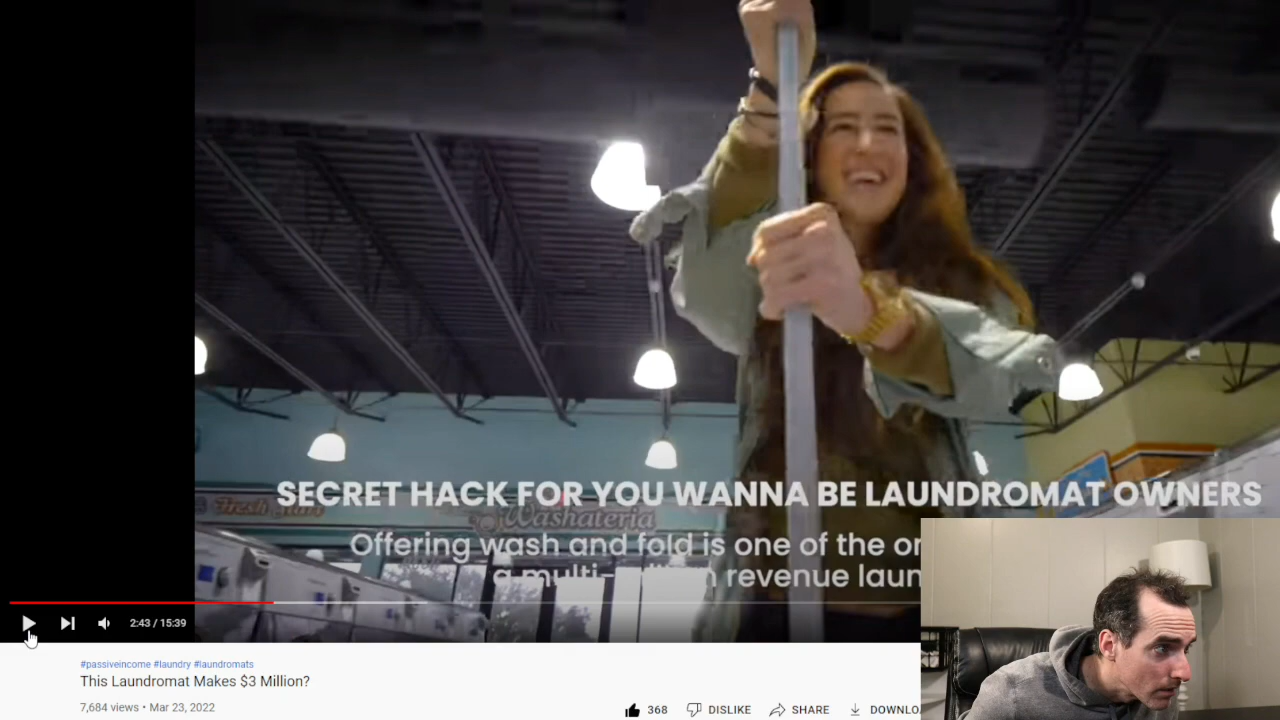 SECRET HACK FOR YOU WANNA BE LAUNDROMAT OWNERS
Fresh Start
Washateria
Offering wash and fold is one of the
revenue
2:43 / 15:39
#passiveincome #laundry #laundromats
This Laundromat Makes $3 Million?
7,684 views • Mar 23, 2022
368 DISLIKE SHARE